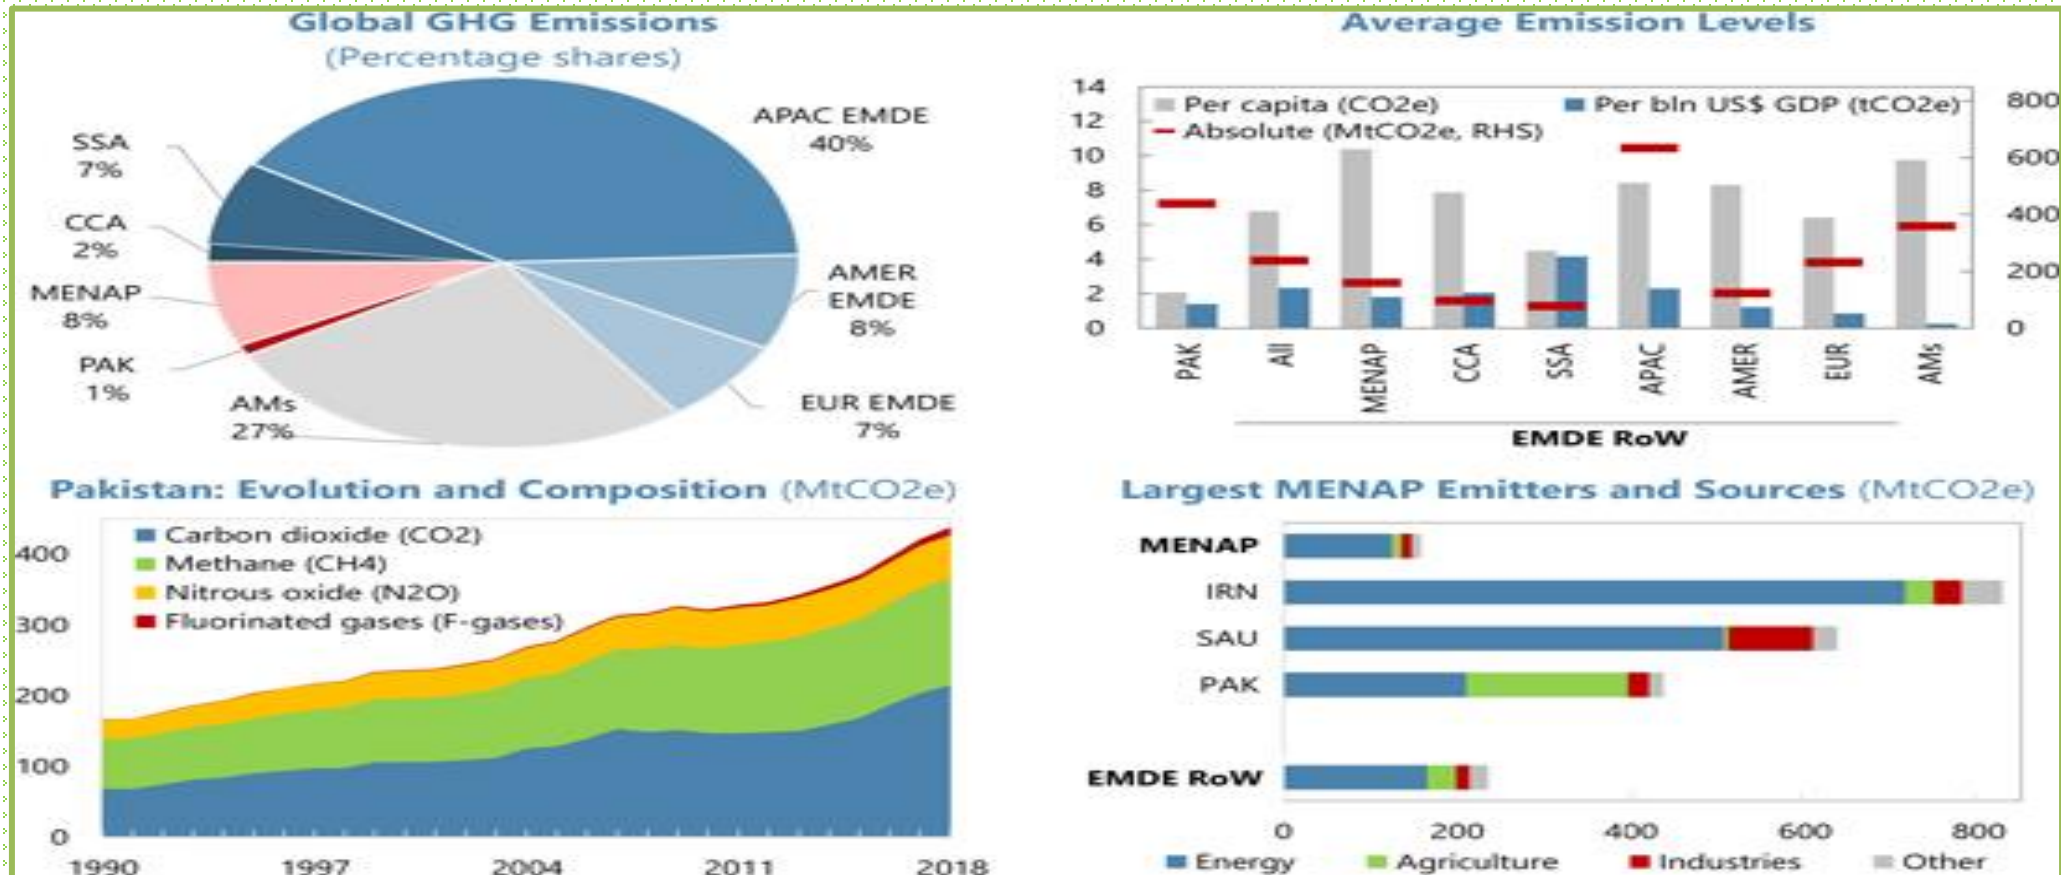 Global GHG Emissions
(Percentage shares)
APAC EMDE
40%
SSA
7%
CCA
2%
MENAP
8%
PAK
1%
AMs
27%
AMER
EMDE
8%
EUR EMDE
7%
Average Emission Levels
14
12
10
8
6
4
2
0
Per capita (CO2e)
Per bln US$ GDP (tCO2e)
Absolute (MtCO2e, RHS)
800
600
400
200
0
PAK
All
MENAP
CCA
SSA
APAC
AMER
EUR
AMs
EMDE RoW
Pakistan: Evolution and Composition (MtCO2e)
Carbon dioxide (CO2)
Methane (CH4)
Nitrous oxide (N2O)
Fluorinated gases (F-gases)
400
300
200
100
0
1990 1997 2004 2011 2018
Largest MENAP Emitters and Sources (MtCO2e)
MENAP
IRN
SAU
PAK
EMDE RoW
0 200 400 600 800
Energy Agriculture Industries Other